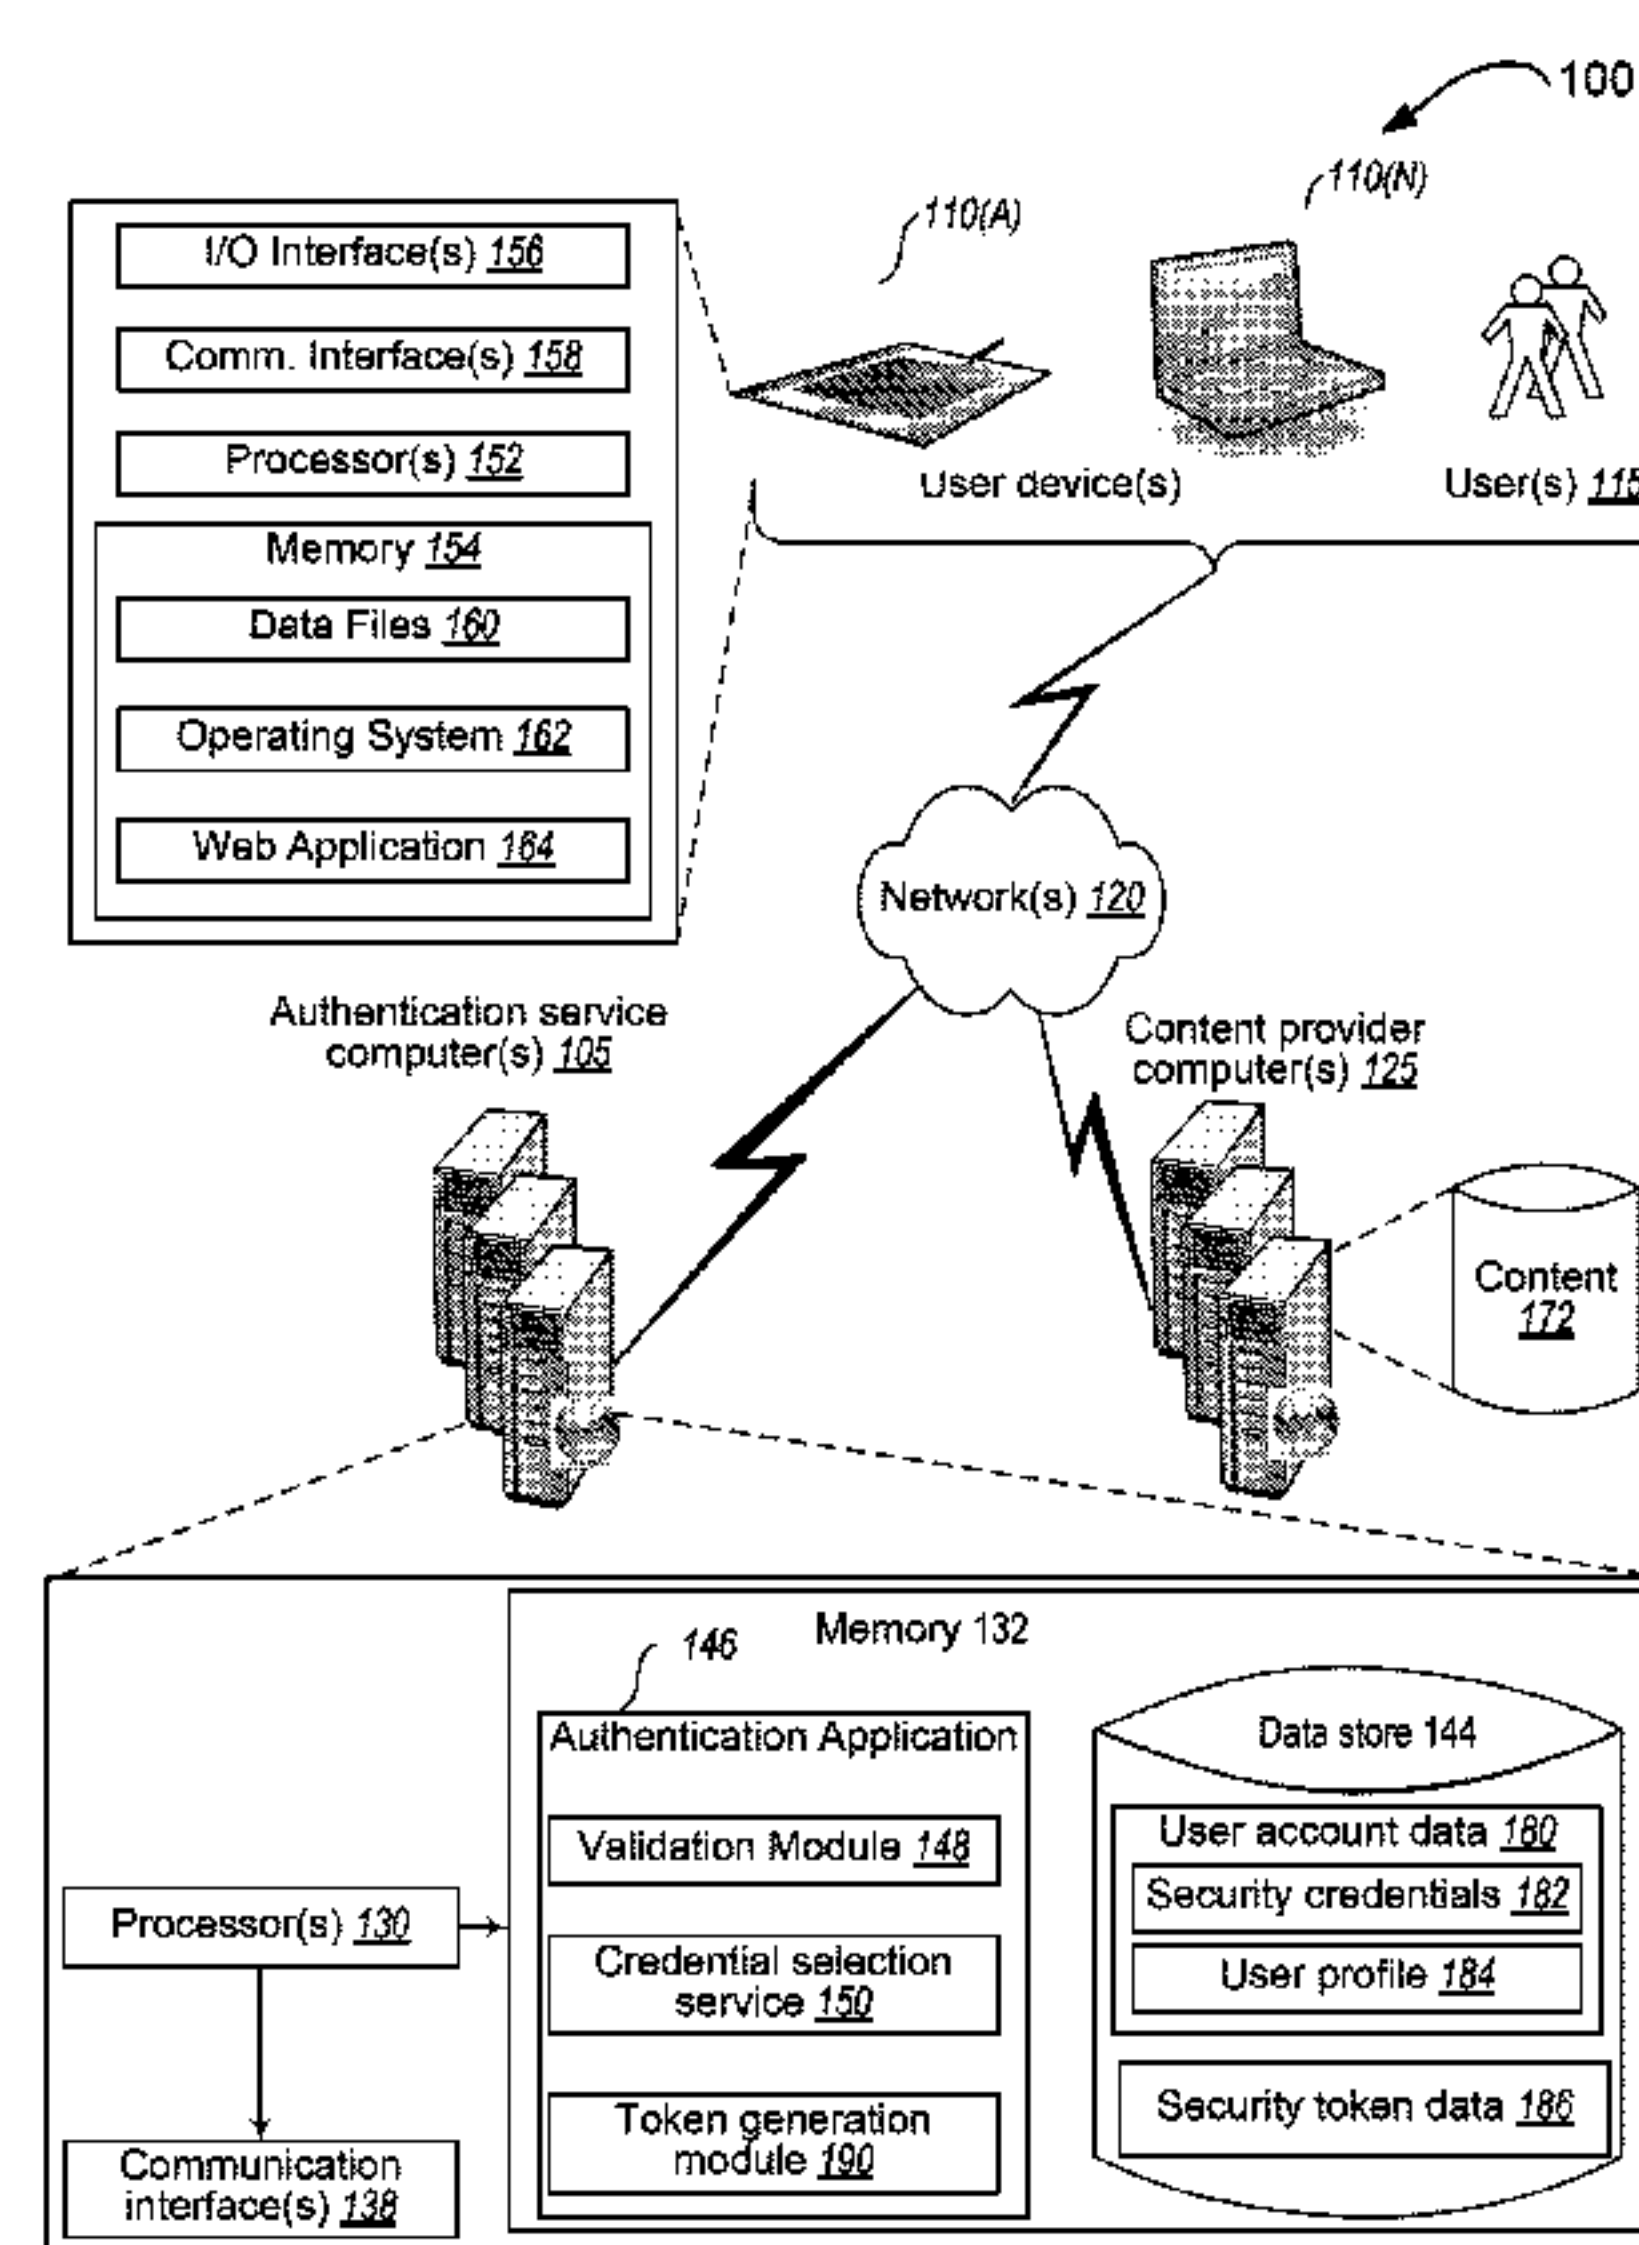 100
110(N)
110(A)
I/O Interface(s) 156
Comm. Interface(s) 158
Processor(s) 152
User device(s)
User(s) 115
Memory 154
Data Files 160
Operating System 162
Web Application 164
Network(s) 120
Authentication service
computer(s) 105
Content provider
computer(s) 125
Content
172
Memory 132
146
Authentication Application
Validation Module 148
Credential selection
service 150
Token generation
module 190
Data store 144
User account data 180
Security credentials 182
User profile 184
Security token data 186
Processor(s) 130
Communication
interface(s) 138